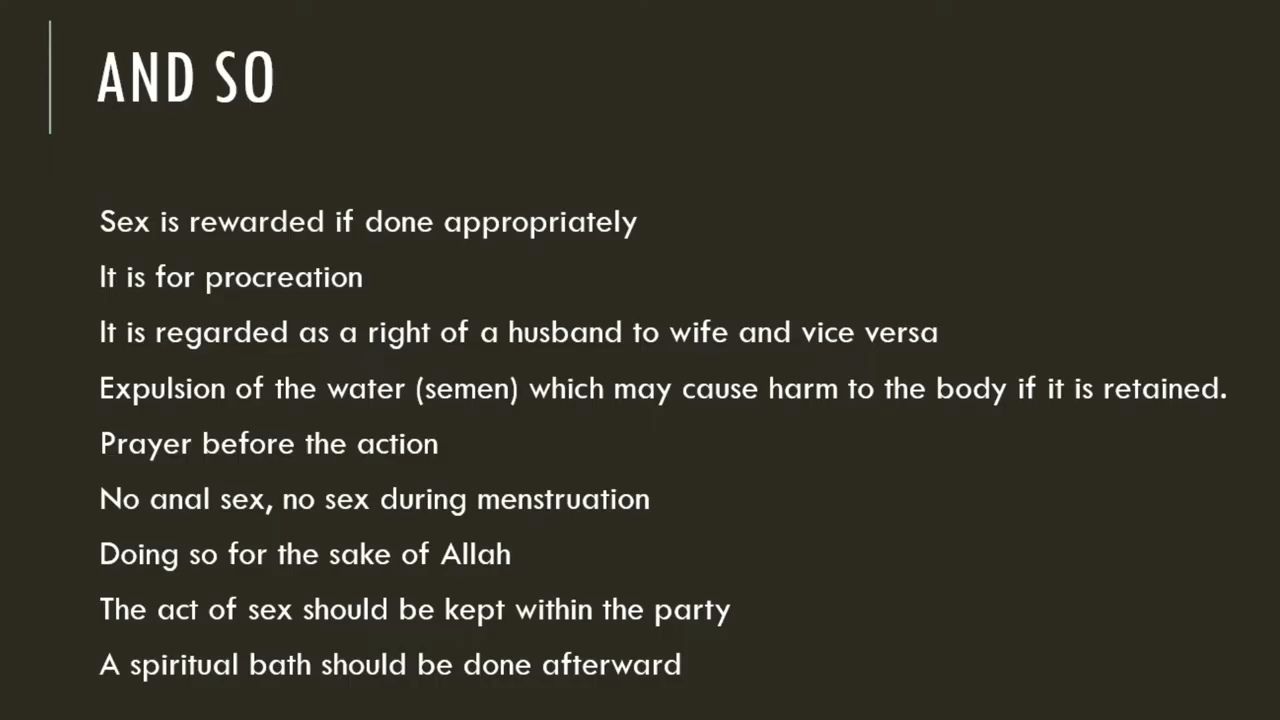 AND SO
Sex is rewarded if done appropriately
It is for procreation
It is regarded as a right of a husband to wife and vice versa
Expulsion of the water (semen) which may cause harm to the body if it is retained.
Prayer before the action
No anal sex, no sex during menstruation
Doing so for the sake of Allah
The act of sex should be kept within the party
A spiritual bath should be done afterward